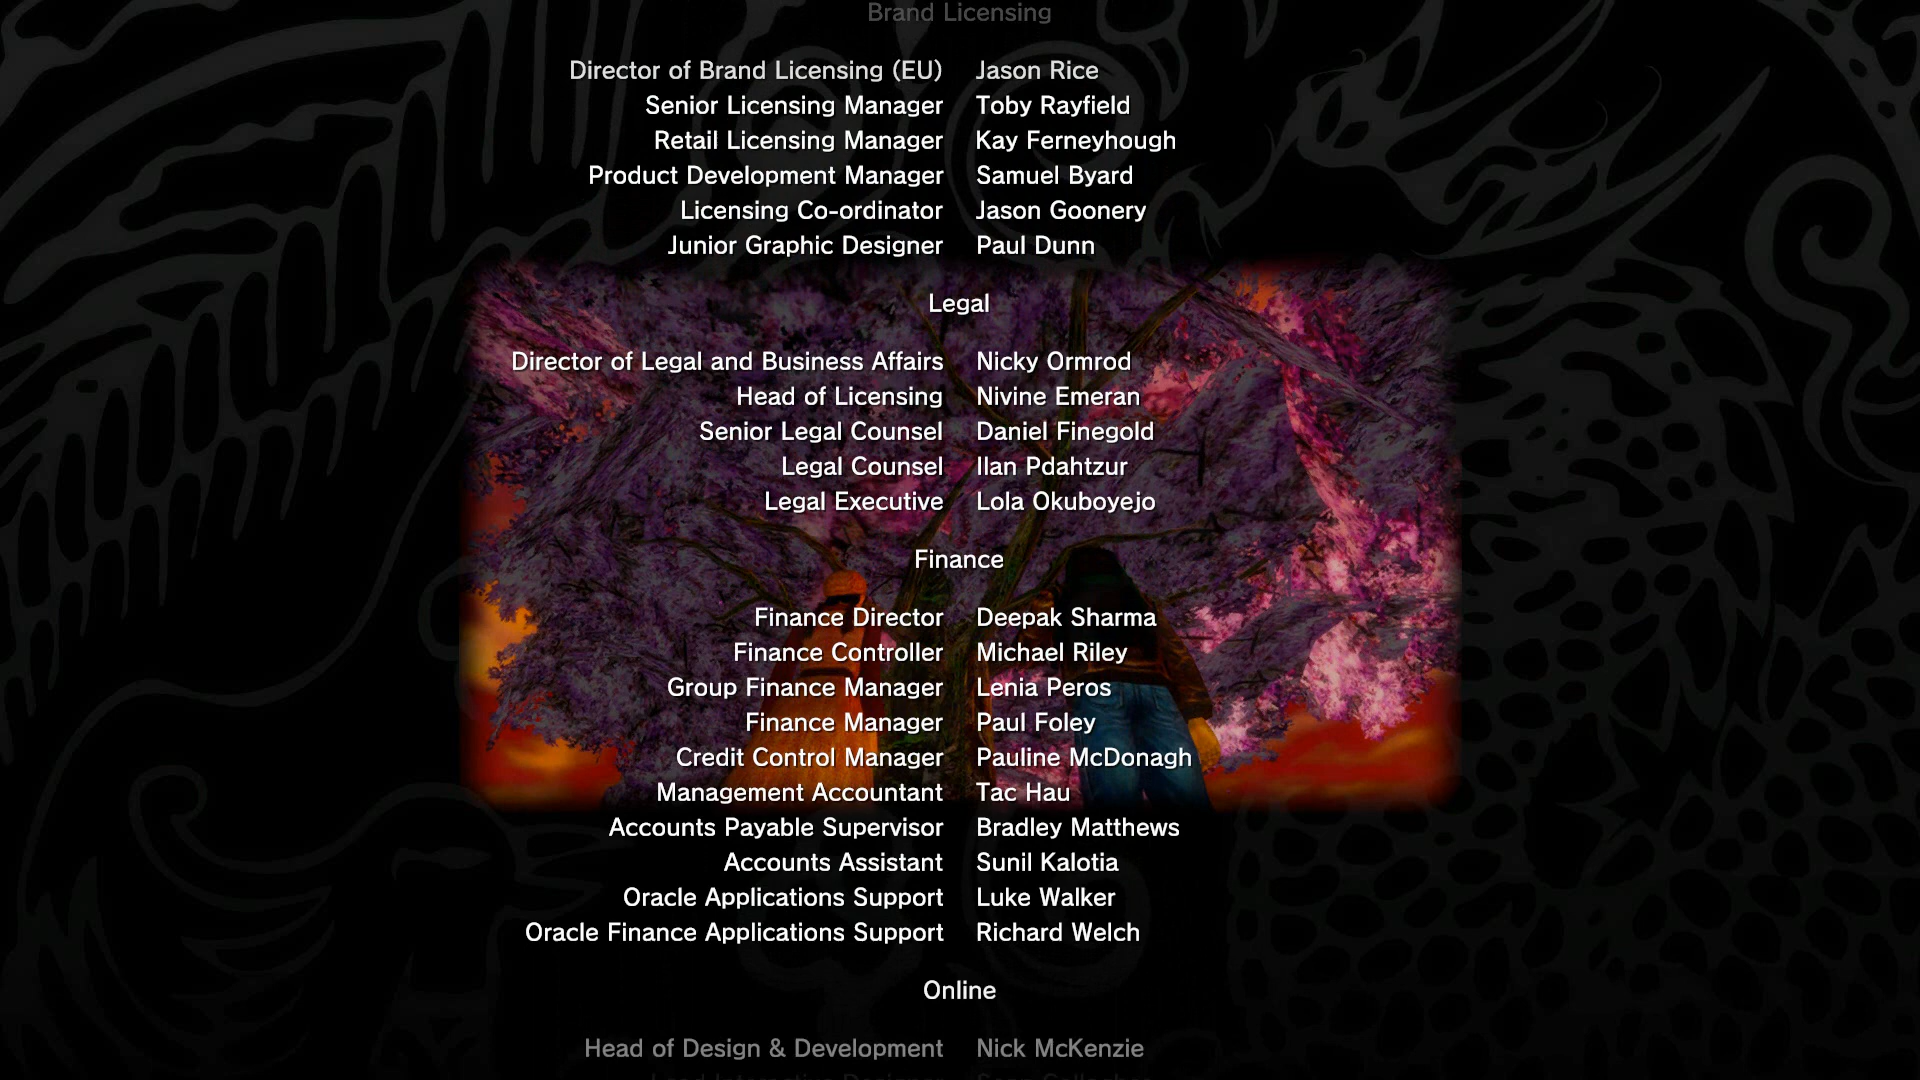 Brand Licensing
Director of Brand Licensing (EU) Jason Rice
Senior Licensing Manager Toby Rayfield
Retail Licensing Manager Kay Ferneyhough
Product Development Manager Samuel Byard
Licensing Co-ordinator Jason Goonery
Junior Graphic Designer Paul Dunn
Legal
Director of Legal and Business Affairs Nicky Ormrod
Head of Licensing Nivine Emeran
Senior Legal Counsel Daniel Finegold
Legal Counsel Ilan Pdahtzur
Legal Executive Lola Okuboyejo
Finance
Finance Director Deepak Sharma
Finance Controller Michael Riley
Group Finance Manager Lenia Peros
Finance Manager Paul Foley
Credit Control Manager Pauline McDonagh
Management Accountant Tac Hau
Accounts Payable Supervisor Bradley Matthews
Accounts Assistant Sunil Kalotia
Oracle Applications Support Luke Walker
Oracle Finance Applications Support Richard Welch
Online
Head of Design & Development Nick McKenzie